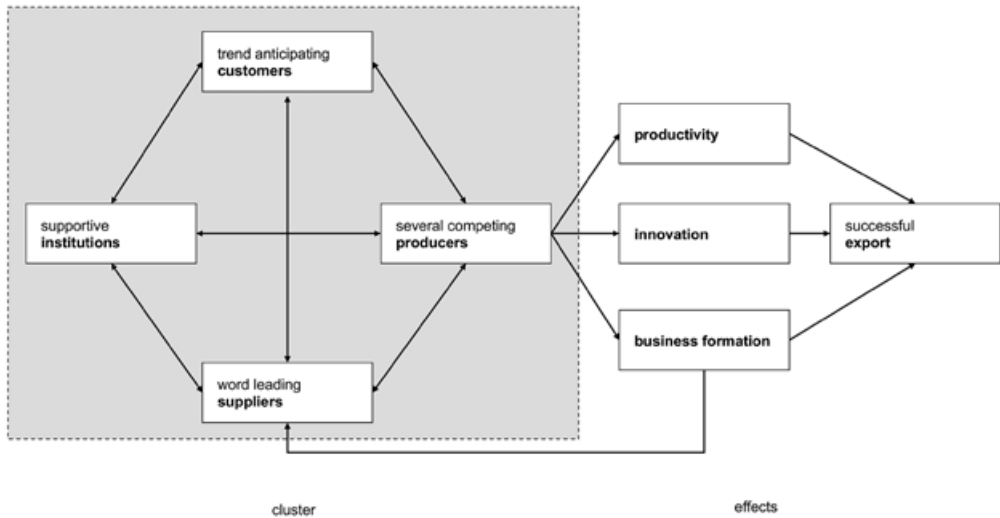 trend anticipating
customers
productivity
supportive
institutions
several competing
producers
innovation
successful
export
business formation
word leading
suppliers
cluster
effects